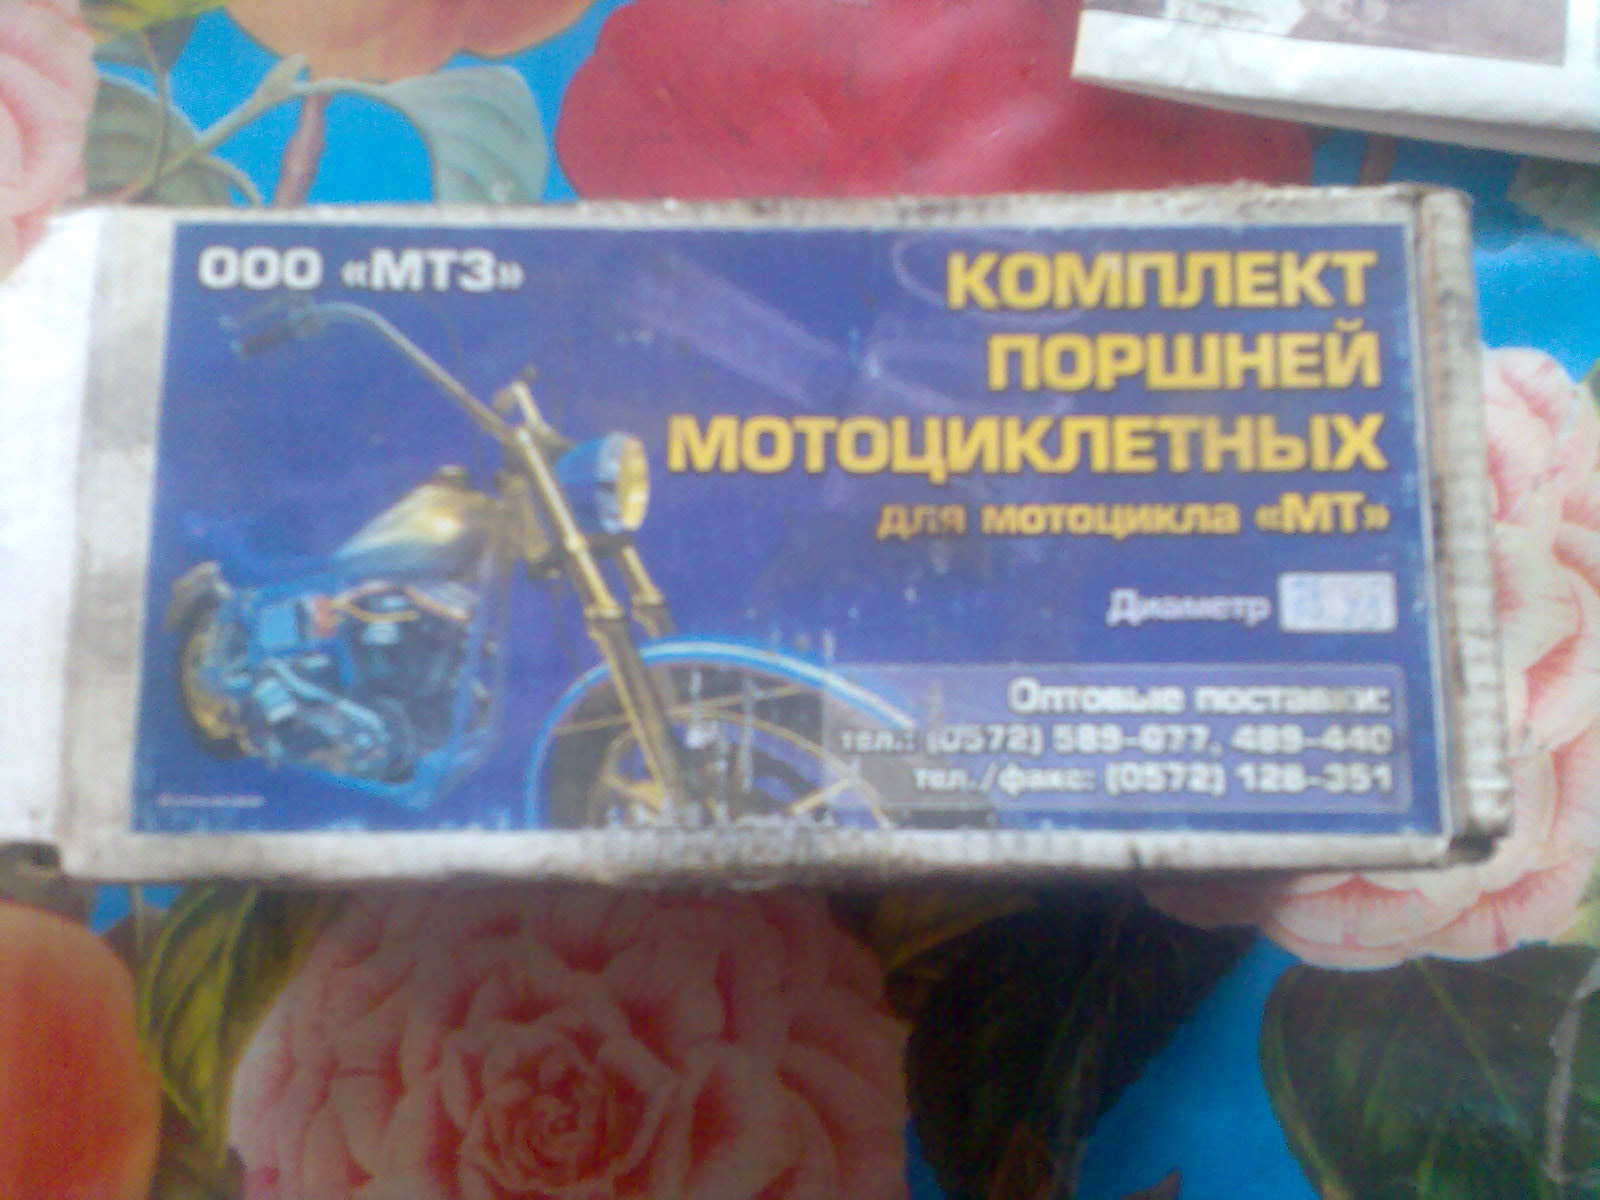 ООО «МТЗ»
КОМПЛЕКТ
ПОРШНЕЙ
МОТОЦИКЛЕТНЫХ
для мотоцикла «МТ»
Диаметр
Оптовые поставки:
тел.: (0572) 589-077, 489-440
тел./факс: (0572) 128-351